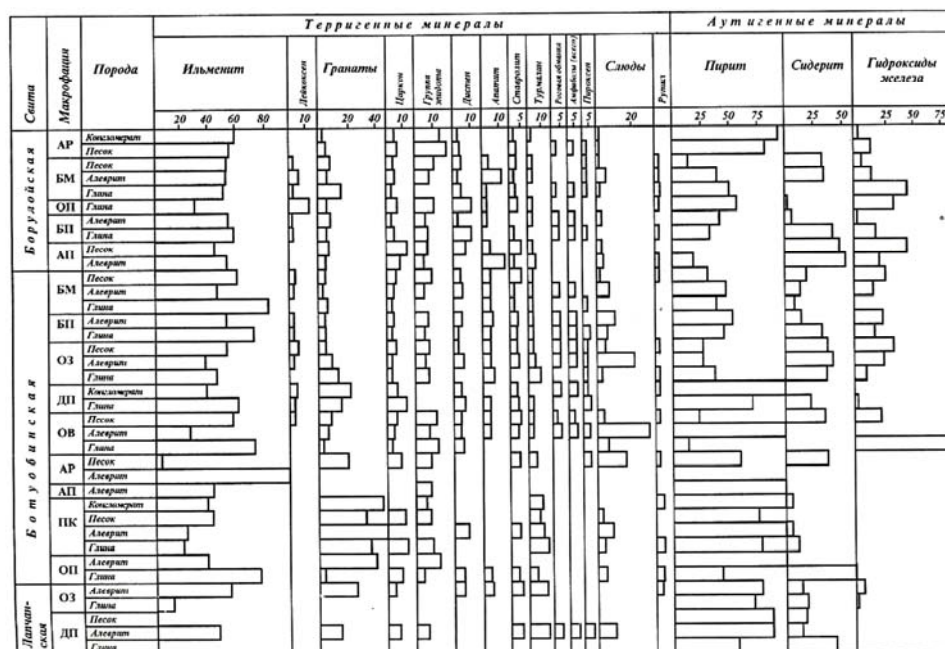 Терригенные минералы
Аутигенные минералы
Свита
Макрофация
Порода
Ильменит
Лейкоксен
Гранаты
Циркон
Группа эпидота
Дистен
Апатит
Ставролит
Турмалин
Роговая обманка
Пироксен
Слюды
Рутил
Пирит
Сидерит
Гидроксиды железа
20 40 60 80 10 20 40 10 10 10 10 5 10 5 5 5 20 5 25 50 25 50 25 50 75
Борулойская
АР
Конгломерат
Песок
БМ
Песок
Алеврит
Глина
ОП
Глина
БП
Алеврит
Глина
АП
Песок
Алеврит
Ботуобинская
БМ
Песок
Алеврит
Глина
БП
Алеврит
Глина
ОЗ
Песок
Алеврит
Глина
ДП
Конгломерат
Глина
ОВ
Песок
Алеврит
Глина
АР
Песок
Алеврит
АП
Алеврит
ПК
Конгломерат
Песок
Алеврит
Глина
ОП
Алеврит
Глина
Лапчан-
ская
ОЗ
Алеврит
Глина
ДП
Песок
Алеврит
Глина